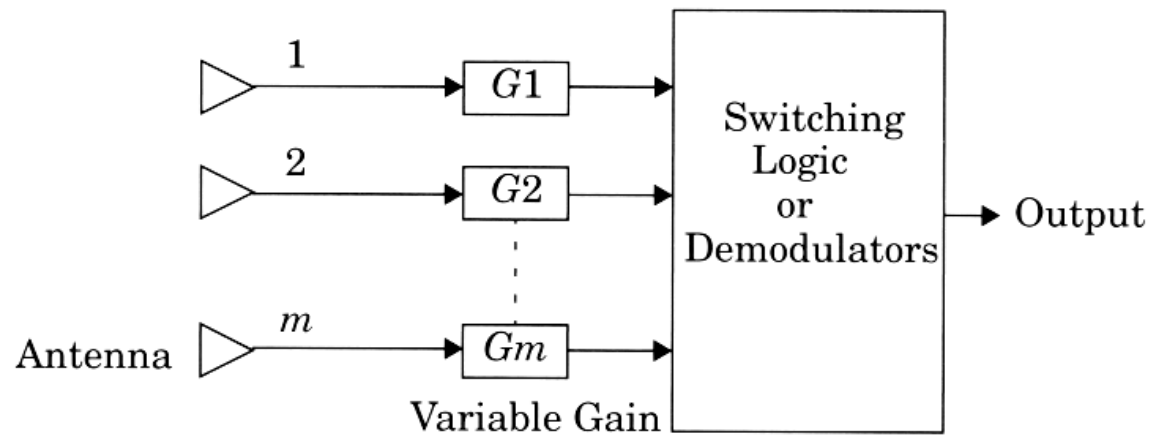 1
G1
2
G2
Switching
Logic
or
Demodulators
Output
m
Antenna
Gm
Variable Gain